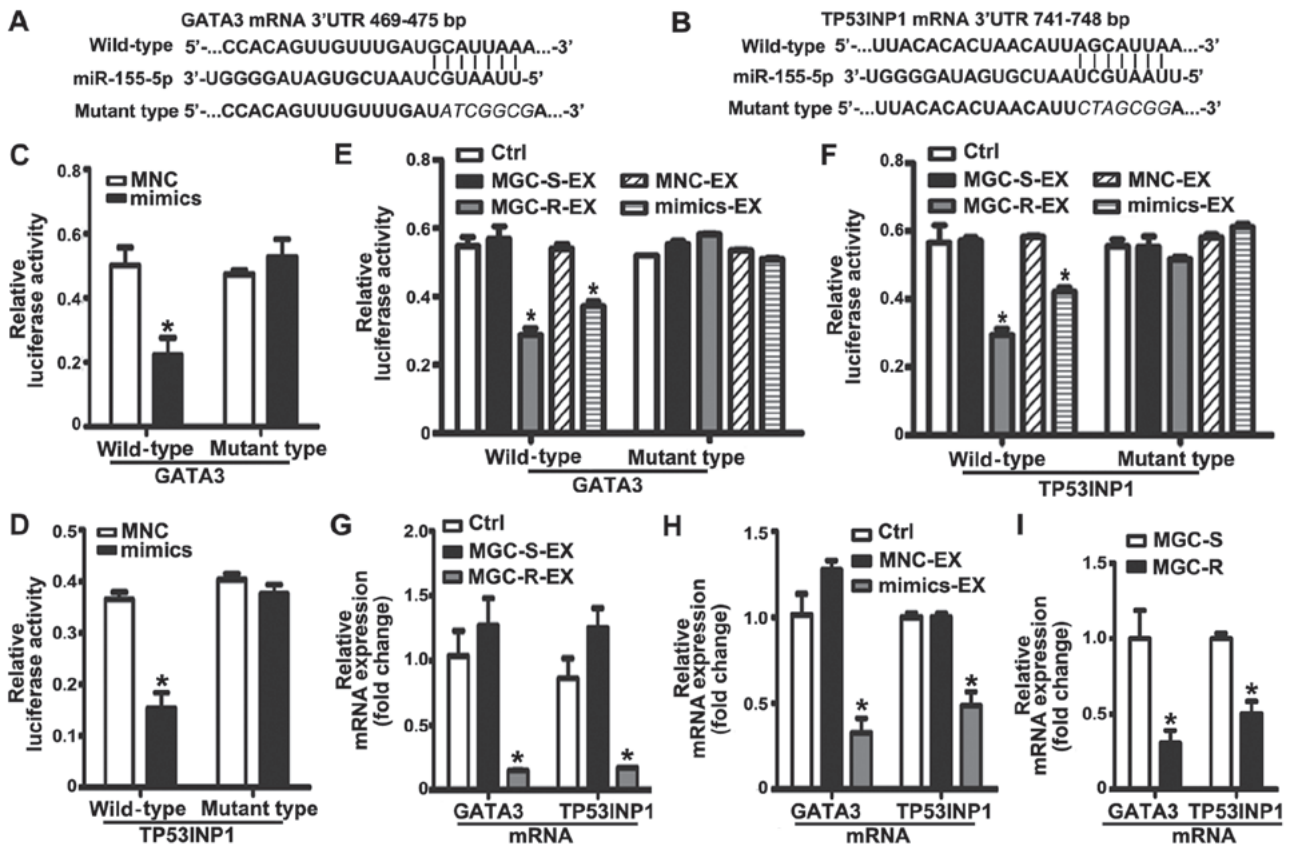 A
GATA3 mRNA 3'UTR 469-475 bp
Wild-type 5'-...CCACAGUUGUUUGAUGCAUUAAA...-3'
miR-155-5p 3'-UGGGGAUAGUGCUAAUCGUAAUU-5'
Mutant type 5'-...CCACAGUUUGUUUGAUATCGGCGA...-3'
B
TP53INP1 mRNA 3'UTR 741-748 bp
Wild-type 5'-...UUACACACUAACAUUAGCAUUAA...-3'
miR-155-5p 3'-UGGGGAUAGUGCUAAUCGUAAUU-5'
Mutant type 5'-...UUACACACUAACAUUCTAGCGGA...-3'
C
MNC
mimics
Relative
luciferase activity
0.8
0.6
0.4
0.2
0
*
Wild-type Mutant type
GATA3
E
Ctrl
MGC-S-EX
MGC-R-EX
MNC-EX
mimics-EX
Relative
luciferase activity
0.8
0.6
0.4
0.2
0
* *
Wild-type Mutant type
GATA3
F
Ctrl
MGC-S-EX
MGC-R-EX
MNC-EX
mimics-EX
Relative
luciferase activity
0.8
0.6
0.4
0.2
0
* *
Wild-type Mutant type
TP53INP1
D
MNC
mimics
Relative
luciferase activity
0.5
0.4
0.3
0.2
0.1
0
*
Wild-type Mutant type
TP53INP1
G
Ctrl
MGC-S-EX
MGC-R-EX
Relative
mRNA expression
(fold change)
2.0
1.5
1.0
0.5
0
* *
GATA3 TP53INP1
mRNA
H
Ctrl
MNC-EX
mimics-EX
Relative
mRNA expression
(fold change)
1.5
1.0
0.5
0
* *
GATA3 TP53INP1
mRNA
I
MGC-S
MGC-R
Relative
mRNA expression
(fold change)
1.5
1.0
0.5
0
* *
GATA3 TP53INP1
mRNA